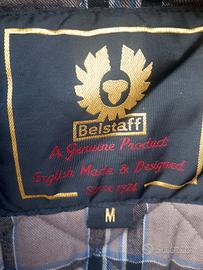 Belstaff
A Genuine Product
English Made & Designed
Since 1924
M